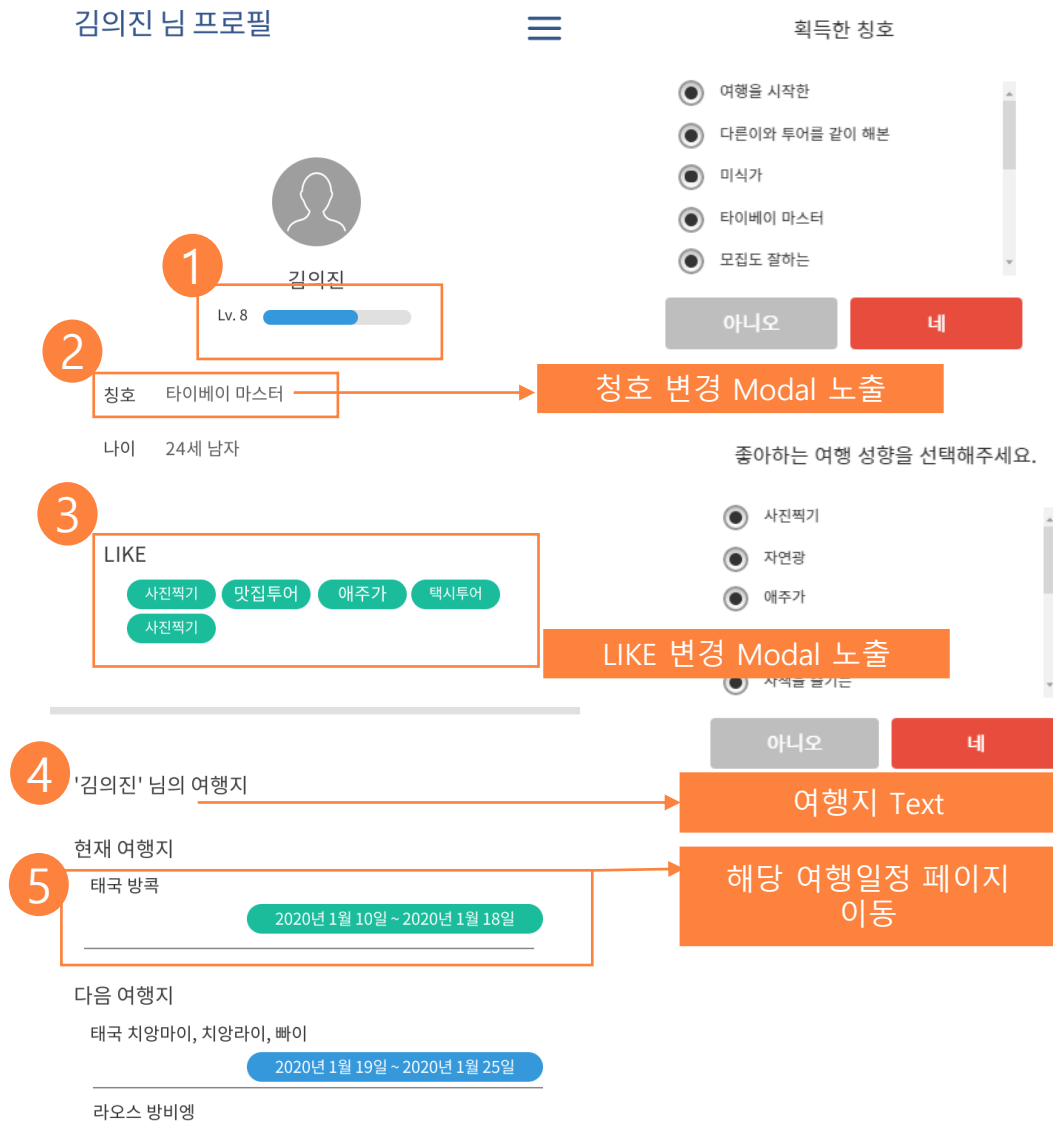 김의진 님 프로필
획득한 칭호
여행을 시작한
다른이와 투어를 같이 해본
미식가
타이베이 마스터
모집도 잘하는
아니오
네
1
김의진
Lv. 8
2
칭호 타이베이 마스터
청호 변경 Modal 노출
나이 24세 남자
좋아하는 여행 성향을 선택해주세요.
사진찍기
자연광
애주가
3
LIKE
사진찍기 맛집투어 애주가 택시투어
사진찍기
LIKE 변경 Modal 노출
아니오
네
4
'김의진' 님의 여행지
여행지 Text
현재 여행지
5
태국 방콕
2020년 1월 10일 ~ 2020년 1월 18일
해당 여행일정 페이지
이동
다음 여행지
태국 치앙마이, 치앙라이, 빠이
2020년 1월 19일 ~ 2020년 1월 25일
라오스 방비엥